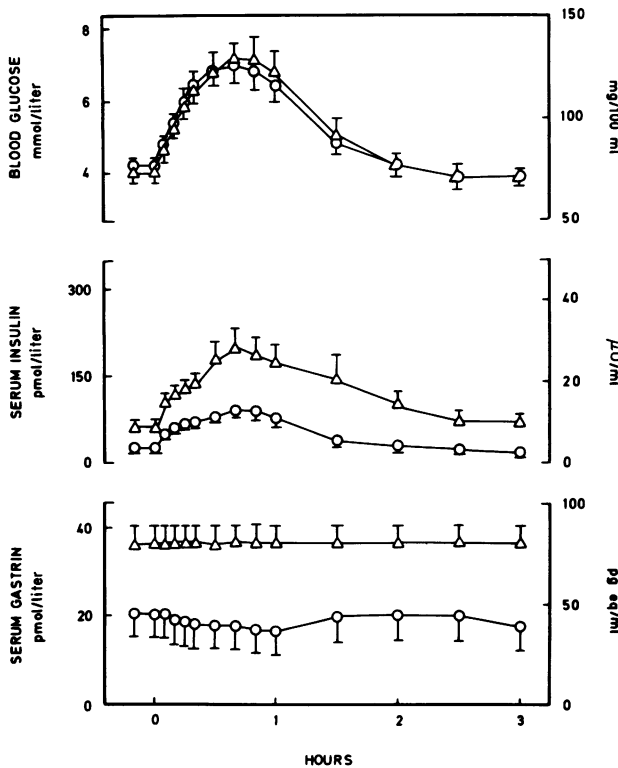 BLOOD GLUCOSE
mmol/liter
8
6
4
150
100
50
mg/100 ml
SERUM INSULIN
pmol/liter
300
150
0
40
20
0
µU/ml
SERUM GASTRIN
pmol/liter
40
20
0
100
50
0
pg eq/ml
0 1 2 3
HOURS